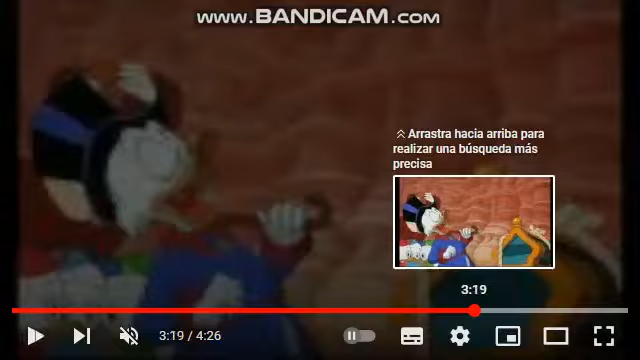 www.BANDICAM.com
Arrastra hacia arriba para
realizar una búsqueda más
precisa
3:19
3:19 / 4:26